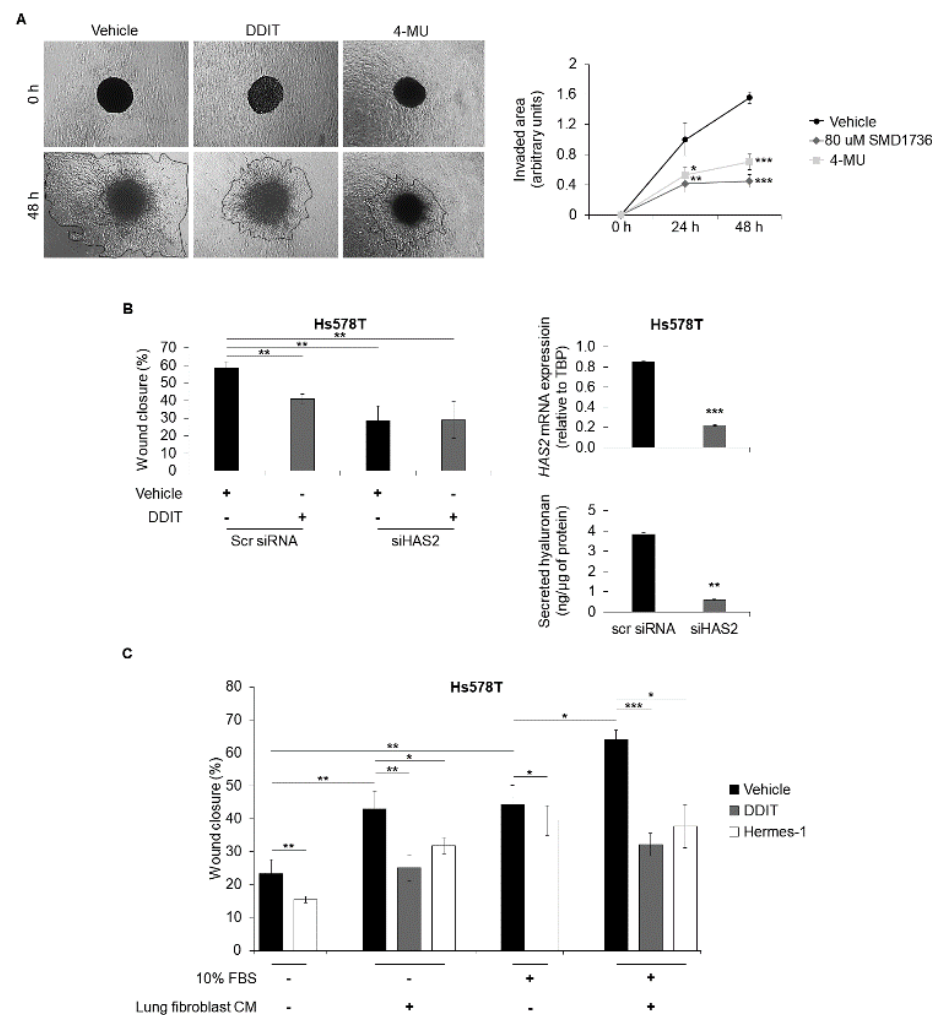 A
Vehicle DDIT 4-MU
0 h
48 h
Invaded area
(arbitrary units)
2
1.6
1.2
0.8
0.4
0
*
**
***
***
0 h 24 h 48 h
Vehicle
80 uM SMD1736
4-MU
B
Hs578T
**
**
**
Wound closure (%)
70
60
50
40
30
20
10
0
Vehicle + - + -
DDIT - + - +
Scr siRNA siHAS2
Hs578T
HAS2 mRNA expressioin
(relative to TBP)
1.0
0.8
0.6
0.4
0.2
0.0
***
Secreted hyaluronan
(ng/µg of protein)
5
4
3
2
1
0
**
scr siRNA siHAS2
C
Hs578T
Wound closure (%)
80
70
60
50
40
30
20
10
0
**
**
**
*
**
*
*
*
***
Vehicle
DDIT
Hermes-1
10% FBS - - + +
Lung fibroblast CM - + - +